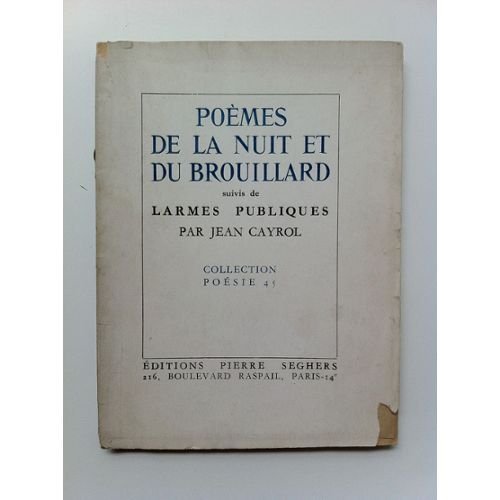 POÈMES
DE LA NUIT ET
DU BROUILLARD
suivis de
LARMES PUBLIQUES
PAR JEAN CAYROL
COLLECTION
POÉSIE 45
ÉDITIONS PIERRE SEGHERS
216, BOULEVARD RASPAIL, PARIS-14e